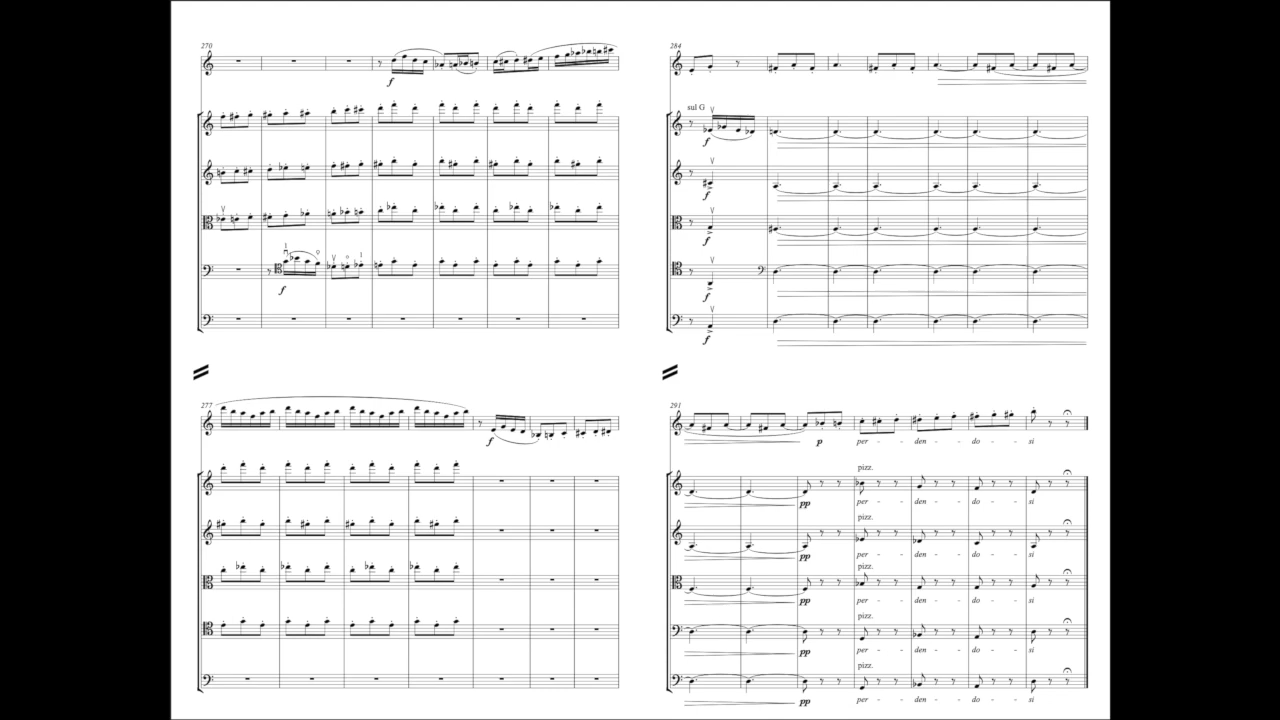 270
f
1
o
o
1
f
277
f
284
sul G
f
f
f
f
f
291
p per - den - do - si
pizz.
pp per - den - do - si
pizz.
pp per - den - do - si
pizz.
pp per - den - do - si
pizz.
pp per - den - do - si
pizz.
pp per - den - do - si